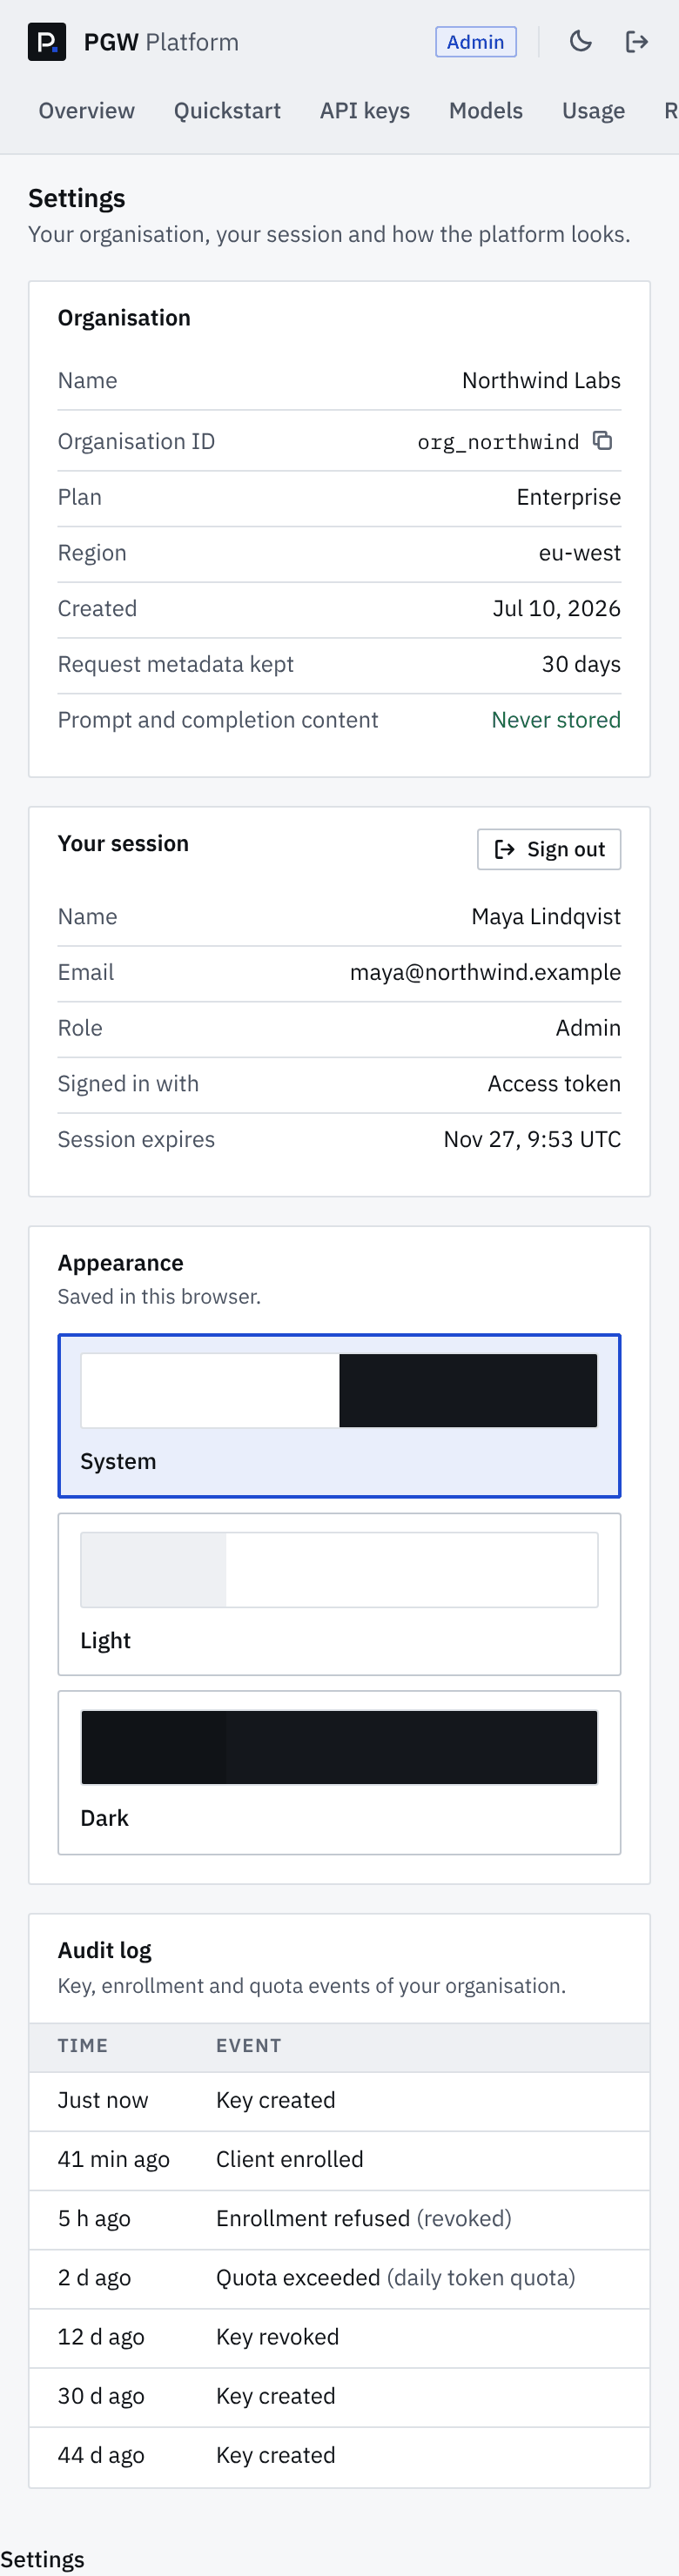 P. PGW Platform Admin
Overview Quickstart API keys Models Usage R
Settings
Your organisation, your session and how the platform looks.
Organisation
Name Northwind Labs
Organisation ID org_northwind
Plan Enterprise
Region eu-west
Created Jul 10, 2026
Request metadata kept 30 days
Prompt and completion content Never stored
Your session Sign out
Name Maya Lindqvist
Email maya@northwind.example
Role Admin
Signed in with Access token
Session expires Nov 27, 9:53 UTC
Appearance
Saved in this browser.
System
Light
Dark
Audit log
Key, enrollment and quota events of your organisation.
TIME EVENT
Just now Key created
41 min ago Client enrolled
5 h ago Enrollment refused (revoked)
2 d ago Quota exceeded (daily token quota)
12 d ago Key revoked
30 d ago Key created
44 d ago Key created
Settings